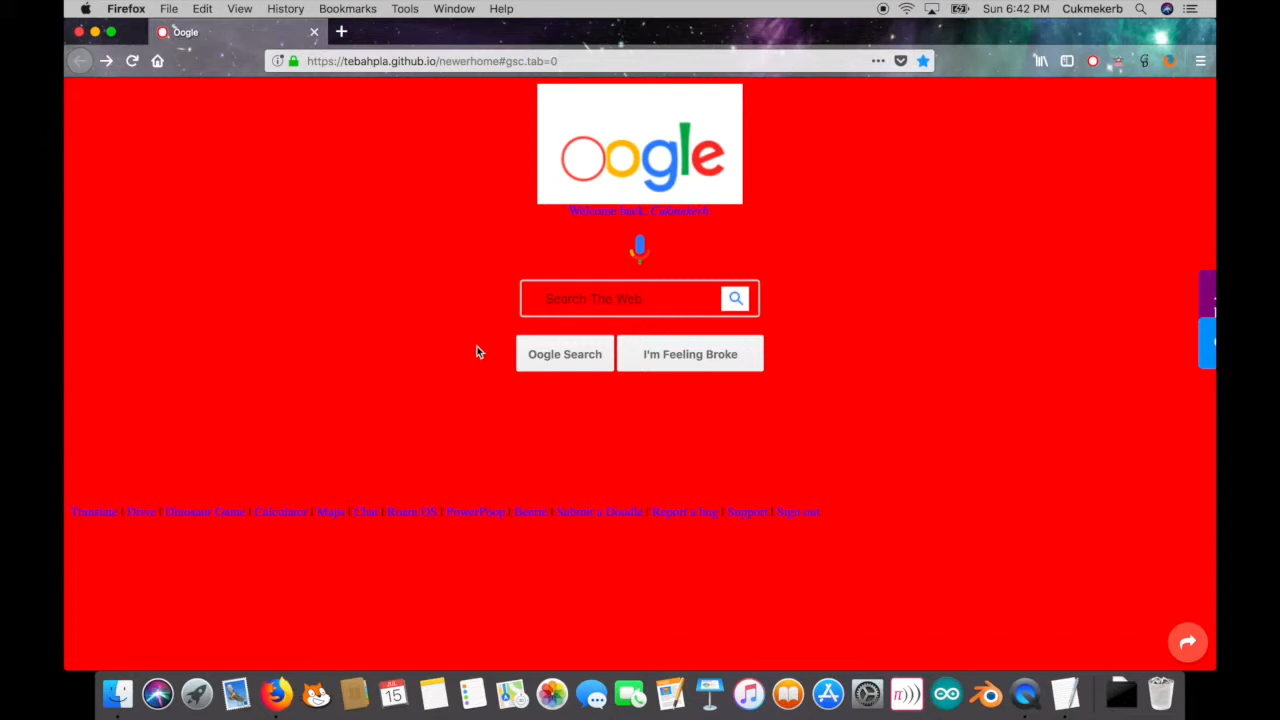 Firefox File Edit View History Bookmarks Tools Window Help Sun 6:42 PM Cukmekerb
Oogle
https://tebahpla.github.io/newerhome#gsc.tab=0
Oogle
Welcome back, Cukmekerb.
Search The Web
Oogle Search I'm Feeling Broke
Translate | Drive | Dinosaur Game | Calculator | Maps | Chat | Roam OS | PowerPoop | | Submit a Doodle | Report a bug | Support | Sign out
JUL
15